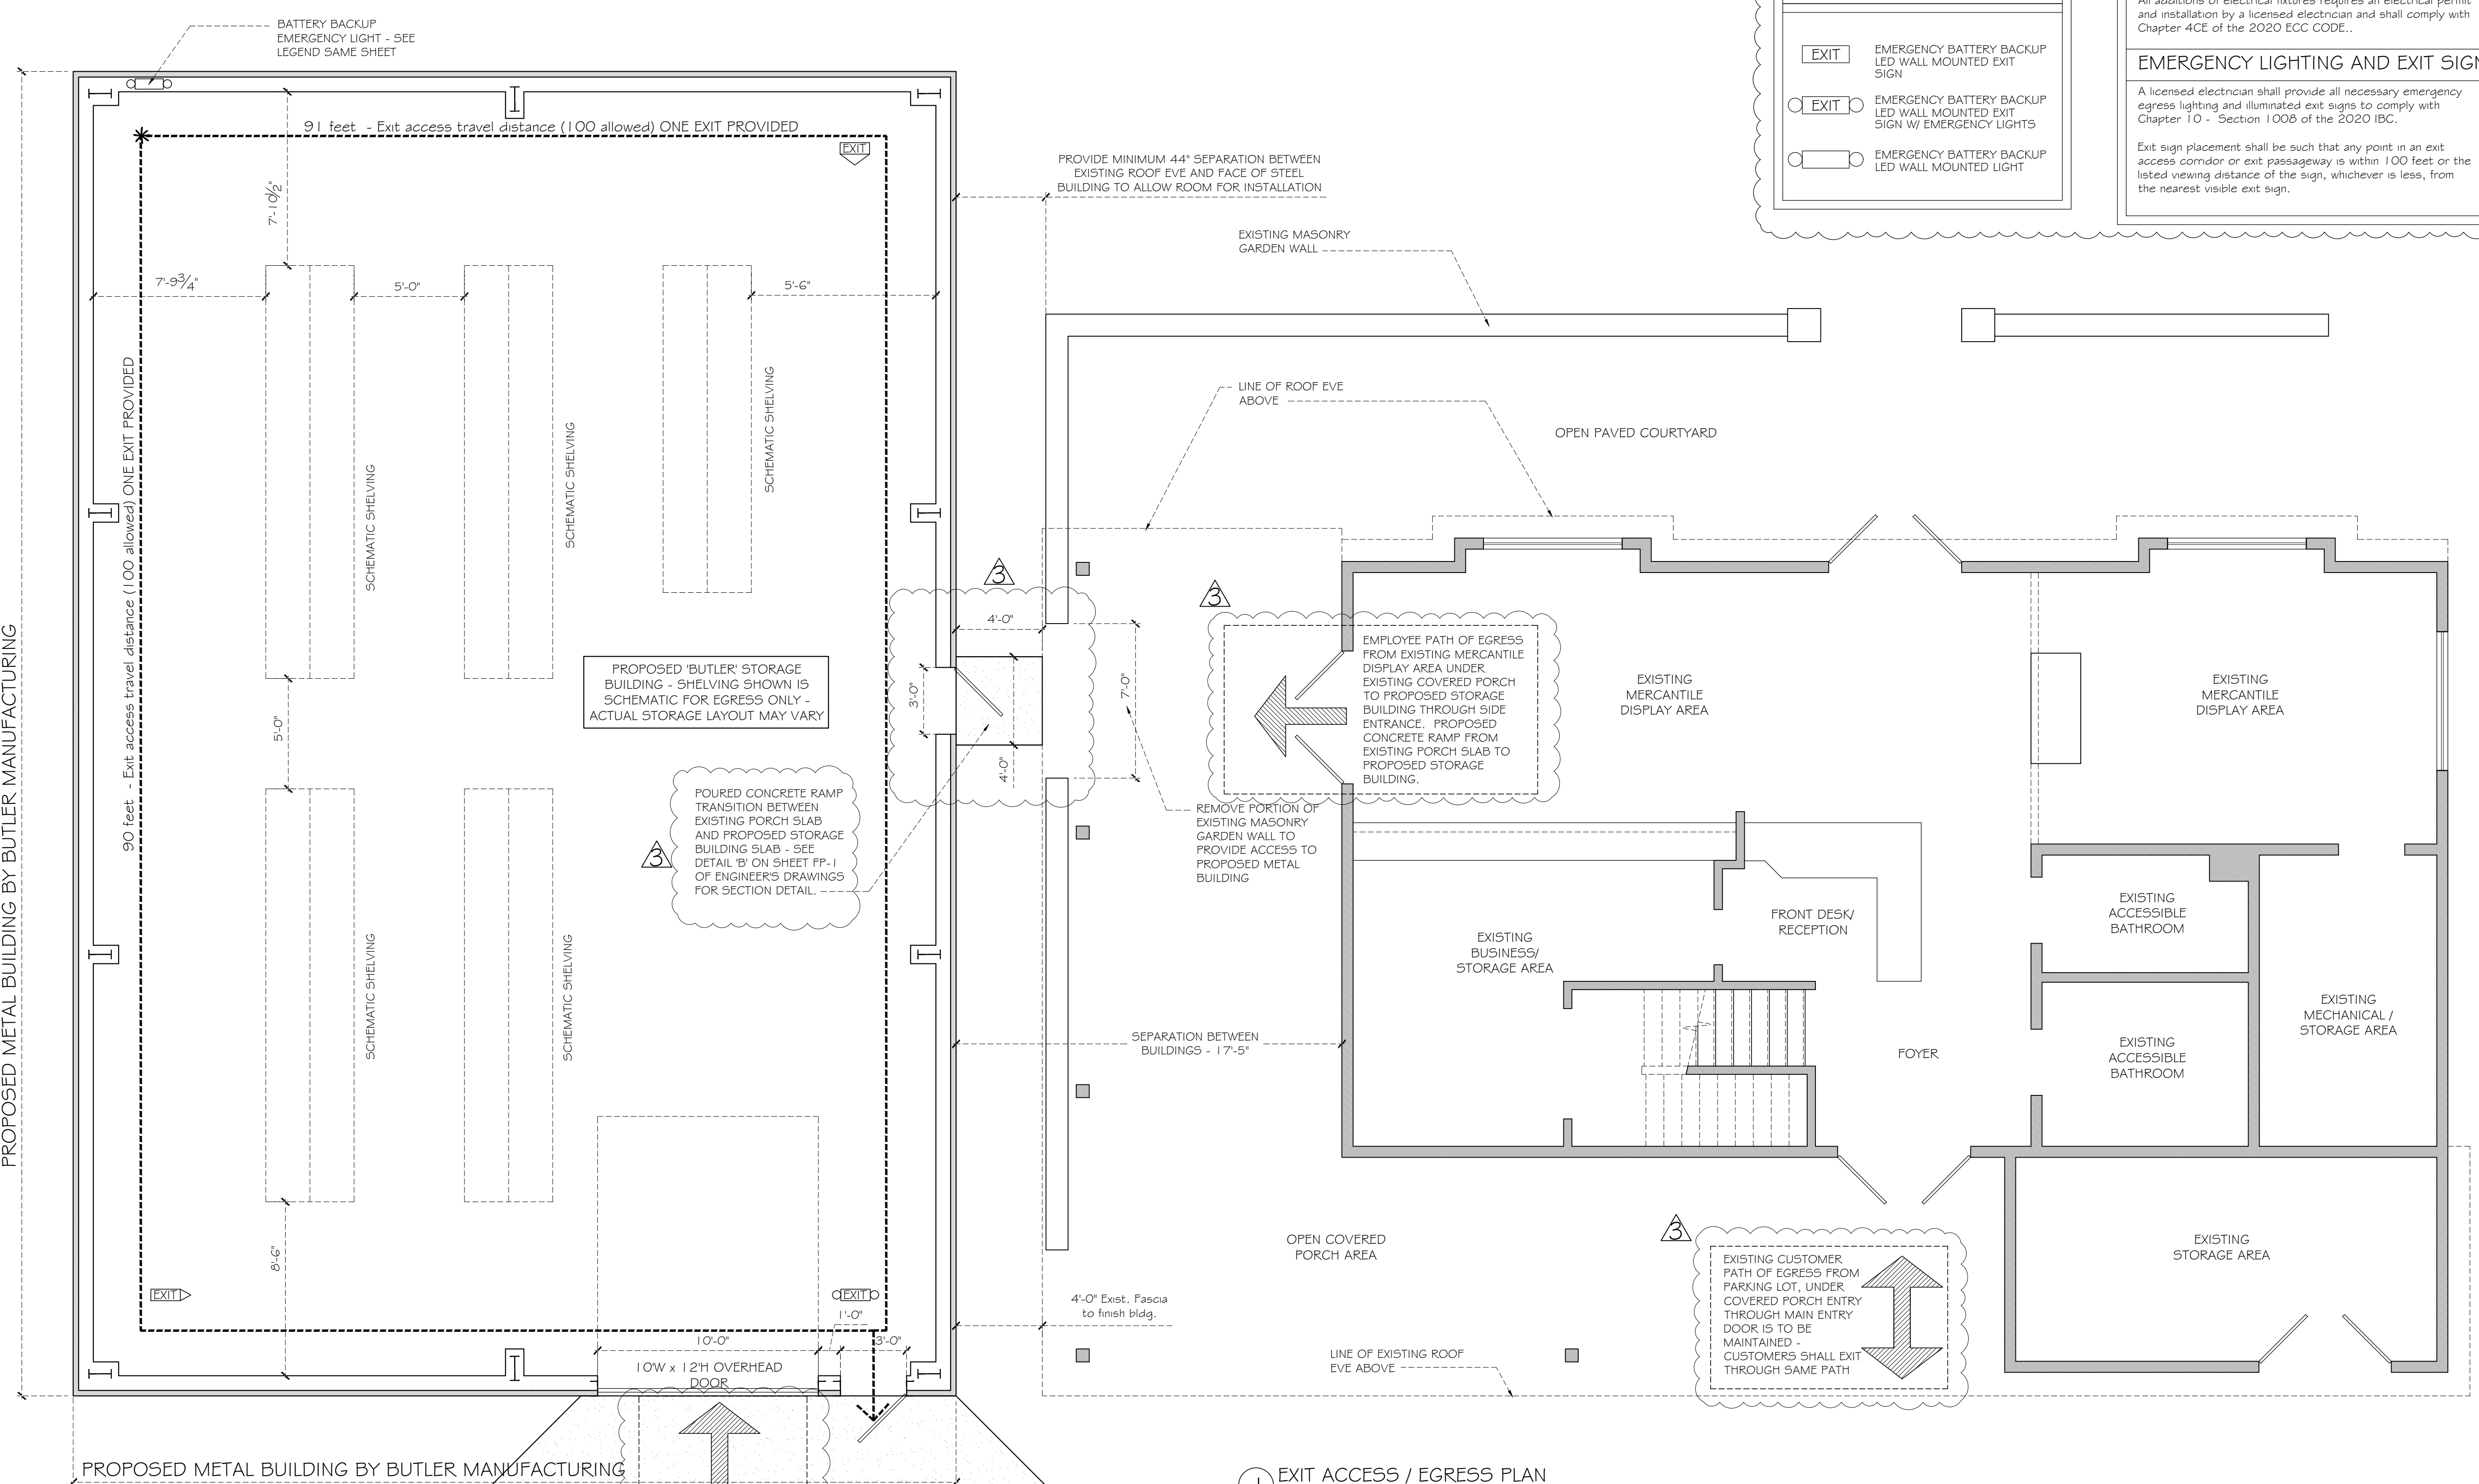 BATTERY BACKUP
EMERGENCY LIGHT - SEE
LEGEND SAME SHEET
EXIT
EMERGENCY BATTERY BACKUP
LED WALL MOUNTED EXIT
SIGN
EXIT
EMERGENCY BATTERY BACKUP
LED WALL MOUNTED EXIT
SIGN W/ EMERGENCY LIGHTS
EMERGENCY BATTERY BACKUP
LED WALL MOUNTED LIGHT
All additions of electrical fixtures requires an electrical permit
and installation by a licensed electrician and shall comply with
Chapter 4CE of the 2020 ECC CODE..
EMERGENCY LIGHTING AND EXIT SIGN
A licensed electrician shall provide all necessary emergency
egress lighting and illuminated exit signs to comply with
Chapter 10 - Section 1008 of the 2020 IBC.
Exit sign placement shall be such that any point in an exit
access corridor or exit passageway is within 100 feet or the
listed viewing distance of the sign, whichever is less, from
the nearest visible exit sign.
91 feet - Exit access travel distance (100 allowed) ONE EXIT PROVIDED
EXIT
7'-10 1/2"
PROVIDE MINIMUM 44" SEPARATION BETWEEN
EXISTING ROOF EVE AND FACE OF STEEL
BUILDING TO ALLOW ROOM FOR INSTALLATION
EXISTING MASONRY
GARDEN WALL
7'-9 3/4"
5'-0"
5'-6"
LINE OF ROOF EVE
ABOVE
OPEN PAVED COURTYARD
90 feet - Exit access travel distance (100 allowed) ONE EXIT PROVIDED
SCHEMATIC SHELVING
SCHEMATIC SHELVING
SCHEMATIC SHELVING
PROPOSED METAL BUILDING BY BUTLER MANUFACTURING
3
4'-0"
3'-0"
4'-0"
7'-0"
PROPOSED 'BUTLER' STORAGE
BUILDING - SHELVING SHOWN IS
SCHEMATIC FOR EGRESS ONLY -
ACTUAL STORAGE LAYOUT MAY VARY
3
EMPLOYEE PATH OF EGRESS
FROM EXISTING MERCANTILE
DISPLAY AREA UNDER
EXISTING COVERED PORCH
TO PROPOSED STORAGE
BUILDING THROUGH SIDE
ENTRANCE. PROPOSED
CONCRETE RAMP FROM
EXISTING PORCH SLAB TO
PROPOSED STORAGE
BUILDING.
EXISTING
MERCANTILE
DISPLAY AREA
EXISTING
MERCANTILE
DISPLAY AREA
5'-0"
3
POURED CONCRETE RAMP
TRANSITION BETWEEN
EXISTING PORCH SLAB
AND PROPOSED STORAGE
BUILDING SLAB - SEE
DETAIL 'B' ON SHEET FP-1
OF ENGINEER'S DRAWINGS
FOR SECTION DETAIL.
REMOVE PORTION OF
EXISTING MASONRY
GARDEN WALL TO
PROVIDE ACCESS TO
PROPOSED METAL
BUILDING
EXISTING
BUSINESS/
STORAGE AREA
FRONT DESK/
RECEPTION
EXISTING
ACCESSIBLE
BATHROOM
EXISTING
ACCESSIBLE
BATHROOM
EXISTING
MECHANICAL /
STORAGE AREA
FOYER
SCHEMATIC SHELVING
SCHEMATIC SHELVING
SEPARATION BETWEEN
BUILDINGS - 17'-5"
8'-6"
EXIT
EXIT
1'-0"
10'-0"
3'-0"
10'W x 12'H OVERHEAD
DOOR
4'-0" Exist. Fascia
to finish bldg.
OPEN COVERED
PORCH AREA
LINE OF EXISTING ROOF
EVE ABOVE
3
EXISTING CUSTOMER
PATH OF EGRESS FROM
PARKING LOT, UNDER
COVERED PORCH ENTRY
THROUGH MAIN ENTRY
DOOR IS TO BE
MAINTAINED -
CUSTOMERS SHALL EXIT
THROUGH SAME PATH
EXISTING
STORAGE AREA
PROPOSED METAL BUILDING BY BUTLER MANUFACTURING
1
EXIT ACCESS / EGRESS PLAN